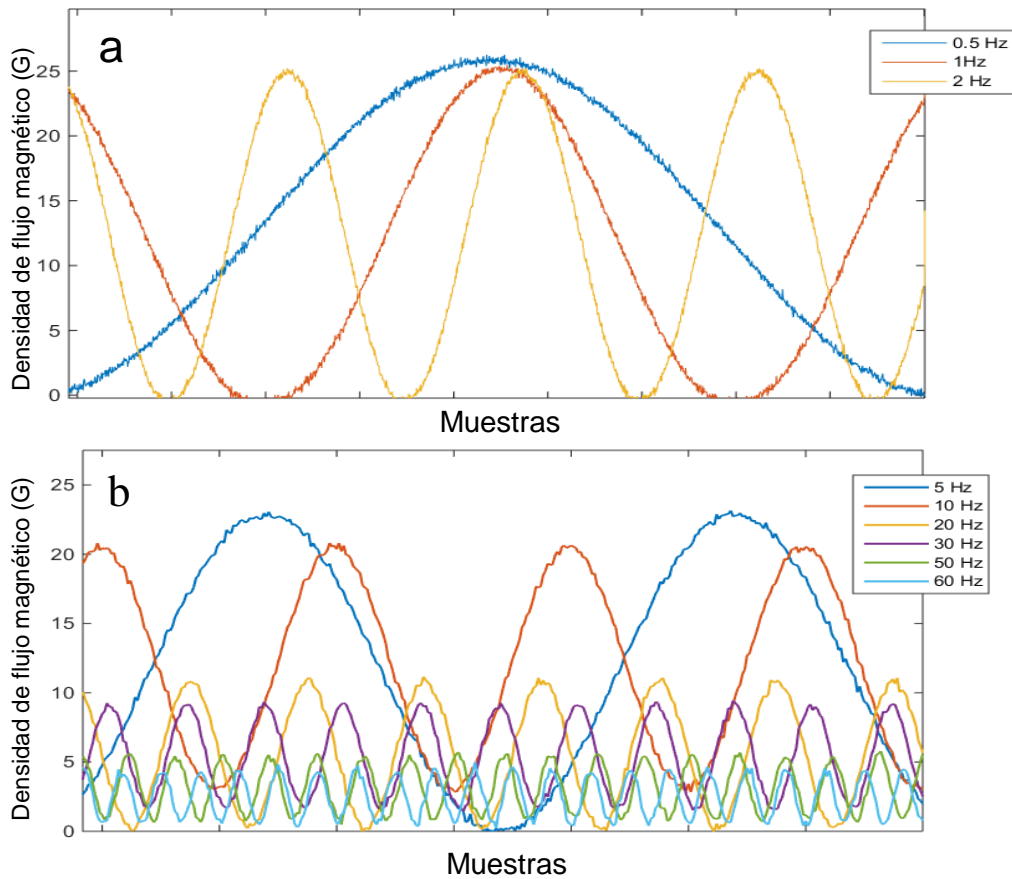 a
0.5 Hz
1Hz
2 Hz
Densidad de flujo magnético (G)
25
20
15
10
5
0
Muestras
b
5 Hz
10 Hz
20 Hz
30 Hz
50 Hz
60 Hz
Densidad de flujo magnético (G)
25
20
15
10
5
0
Muestras